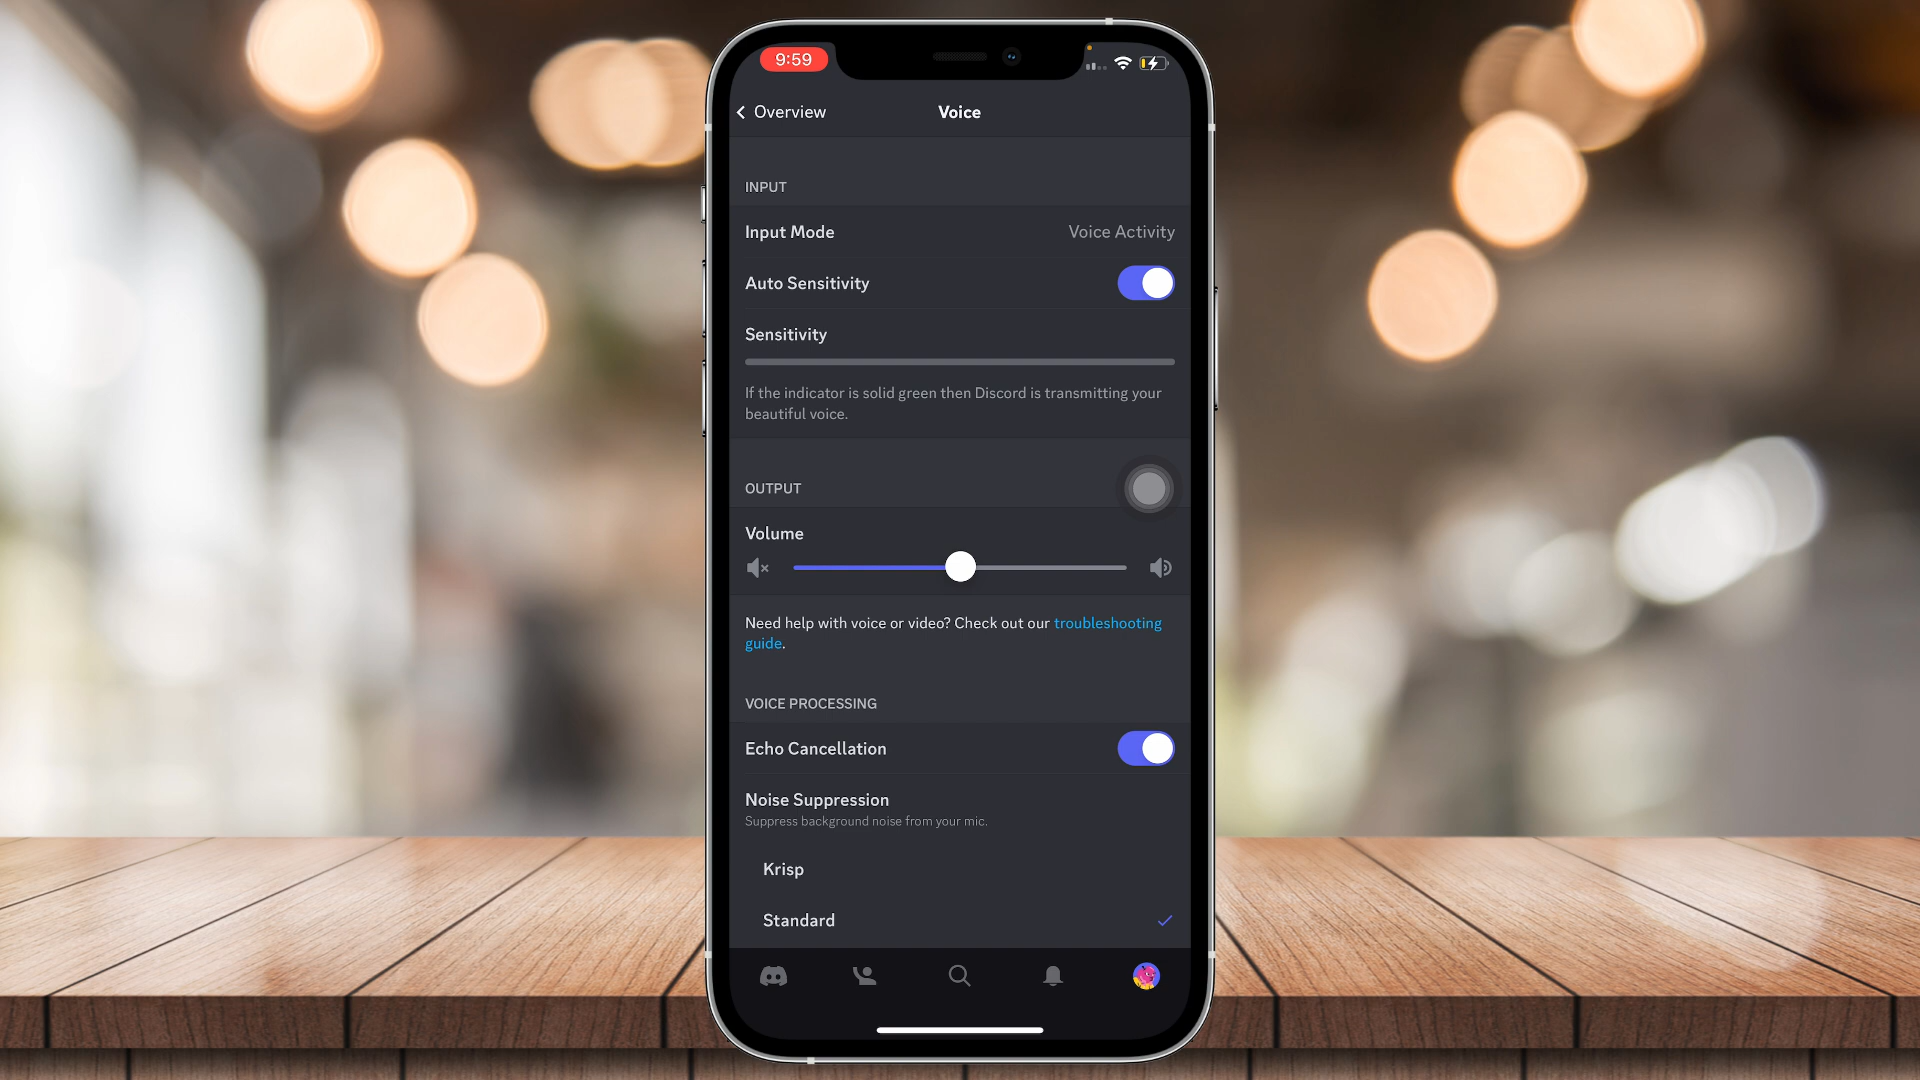 9:59
Overview
Voice
INPUT
Input Mode
Voice Activity
Auto Sensitivity
Sensitivity
If the indicator is solid green then Discord is transmitting your
beautiful voice.
OUTPUT
Volume
Need help with voice or video? Check out our troubleshooting
guide.
VOICE PROCESSING
Echo Cancellation
Noise Suppression
Suppress background noise from your mic.
Krisp
Standard